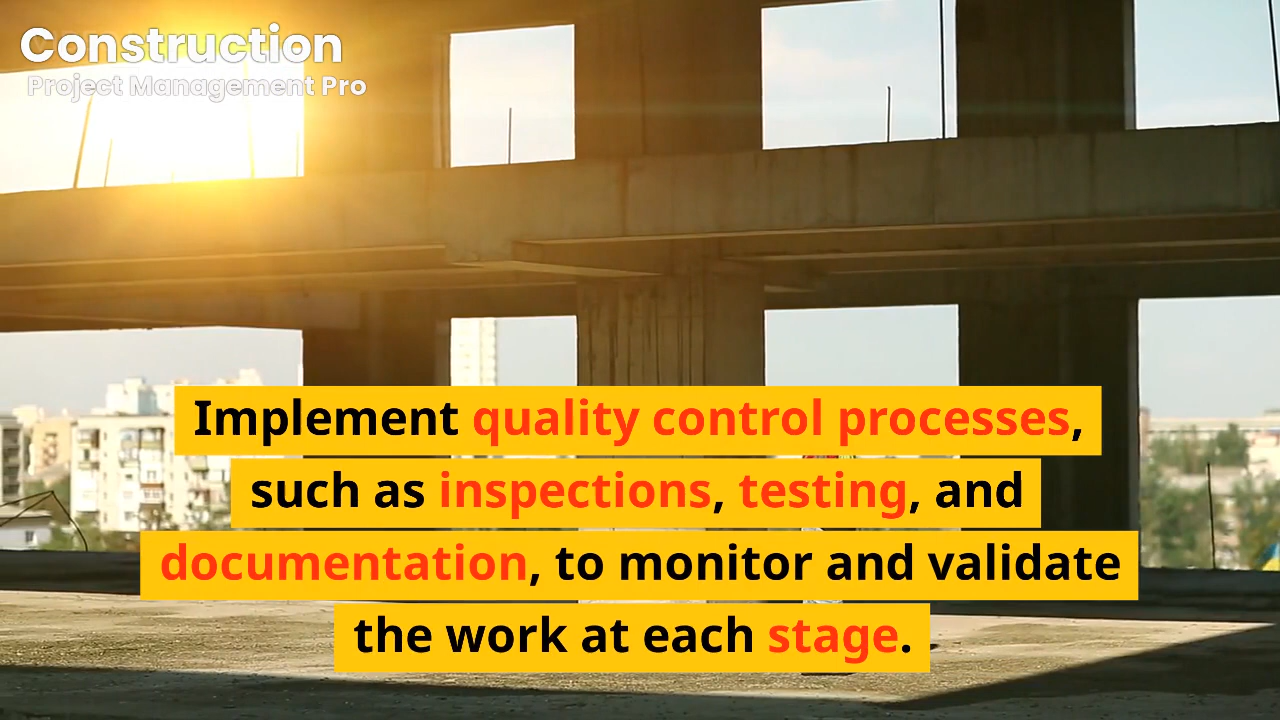 Construction
Project Management Pro
Implement quality control processes,
such as inspections, testing, and
documentation, to monitor and validate
the work at each stage.